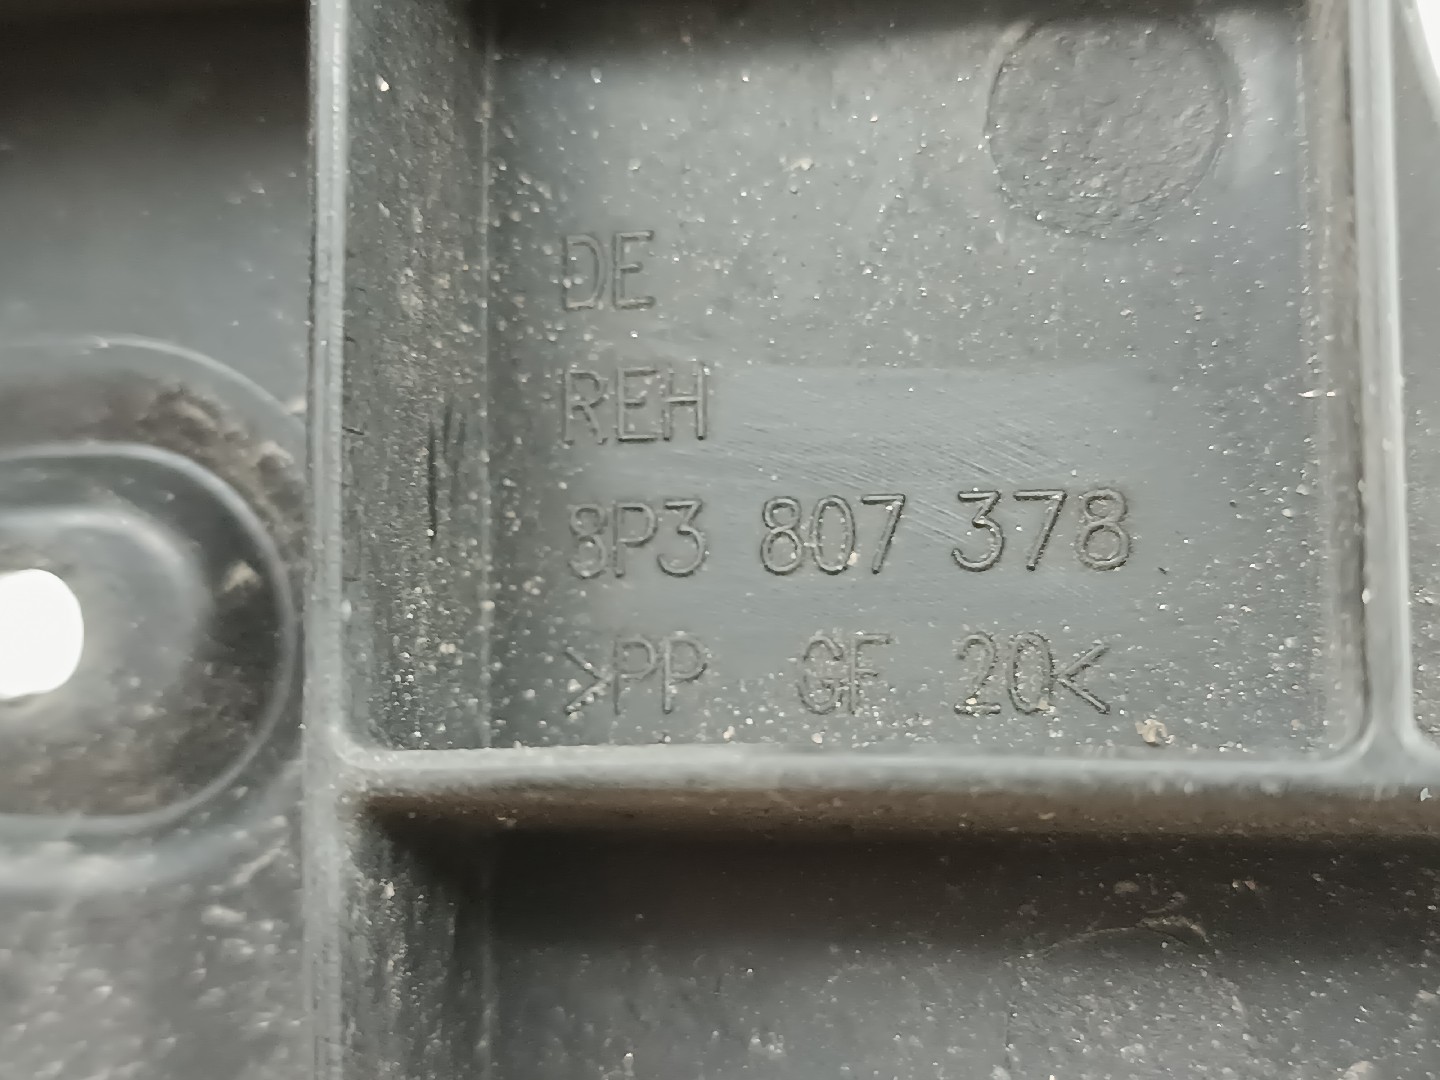 DE
REH
8P3 807 378
>PP GF 20<